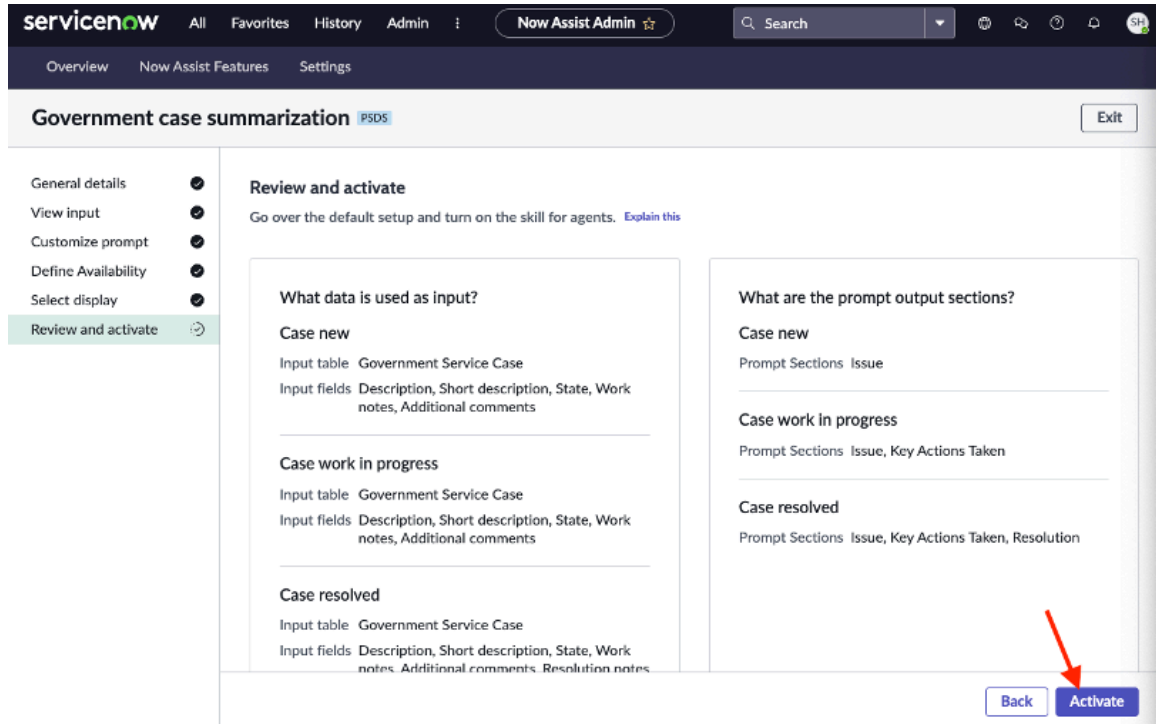 servicenow All Favorites History Admin Now Assist Admin Search SH
Overview Now Assist Features Settings
Government case summarization PSDS Exit
General details
View input
Customize prompt
Define Availability
Select display
Review and activate
Review and activate
Go over the default setup and turn on the skill for agents. Explain this
What data is used as input?
Case new
Input table Government Service Case
Input fields Description, Short description, State, Work
notes, Additional comments
Case work in progress
Input table Government Service Case
Input fields Description, Short description, State, Work
notes, Additional comments
Case resolved
Input table Government Service Case
Input fields Description, Short description, State, Work
notes, Additional comments, Resolution notes
What are the prompt output sections?
Case new
Prompt Sections Issue
Case work in progress
Prompt Sections Issue, Key Actions Taken
Case resolved
Prompt Sections Issue, Key Actions Taken, Resolution
Back Activate